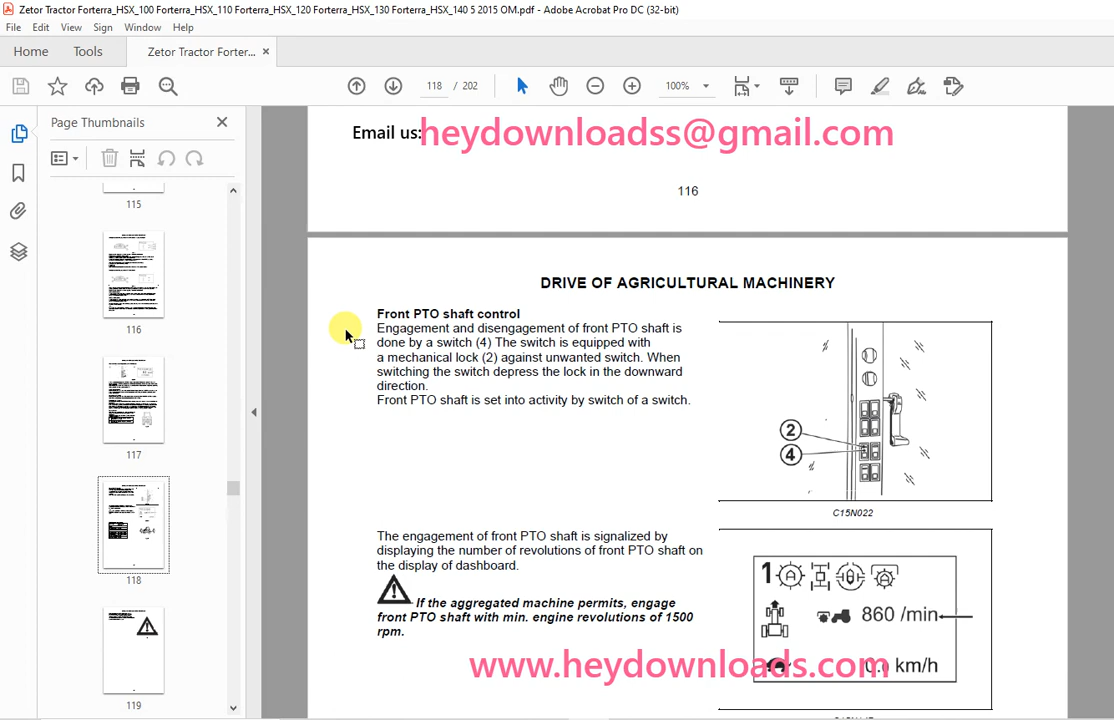 Zetor Tractor Forterra_HSX_100 Forterra_HSX_110 Forterra_HSX_120 Forterra_HSX_130 Forterra_HSX_140 5 2015 OM.pdf - Adobe Acrobat Pro DC (32-bit)
File Edit View Sign Window Help
Home Tools Zetor Tractor Forter... ×
118 / 202 100%
Page Thumbnails
115
116
117
118
119
Email us:heydownloadss@gmail.com
116
DRIVE OF AGRICULTURAL MACHINERY
Front PTO shaft control
Engagement and disengagement of front PTO shaft is
done by a switch (4) The switch is equipped with
a mechanical lock (2) against unwanted switch. When
switching the switch depress the lock in the downward
direction.
Front PTO shaft is set into activity by switch of a switch.
2
4
C15N022
The engagement of front PTO shaft is signalized by
displaying the number of revolutions of front PTO shaft on
the display of dashboard.
If the aggregated machine permits, engage
front PTO shaft with min. engine revolutions of 1500
rpm.
1
860 /min
0.0 km/h
www.heydownloads.com